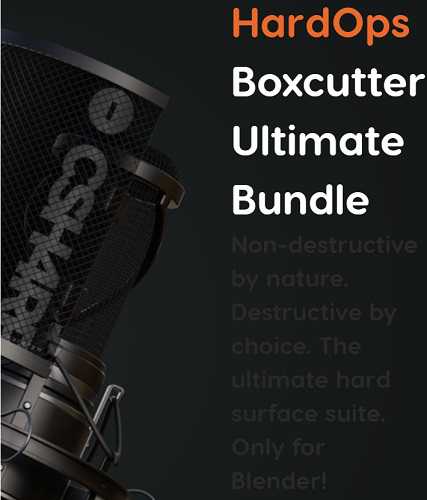 HardOps
Boxcutter
Ultimate
Bundle
Non-destructive
by nature.
Destructive by
choice. The
ultimate hard
surface suite.
Only for
Blender!